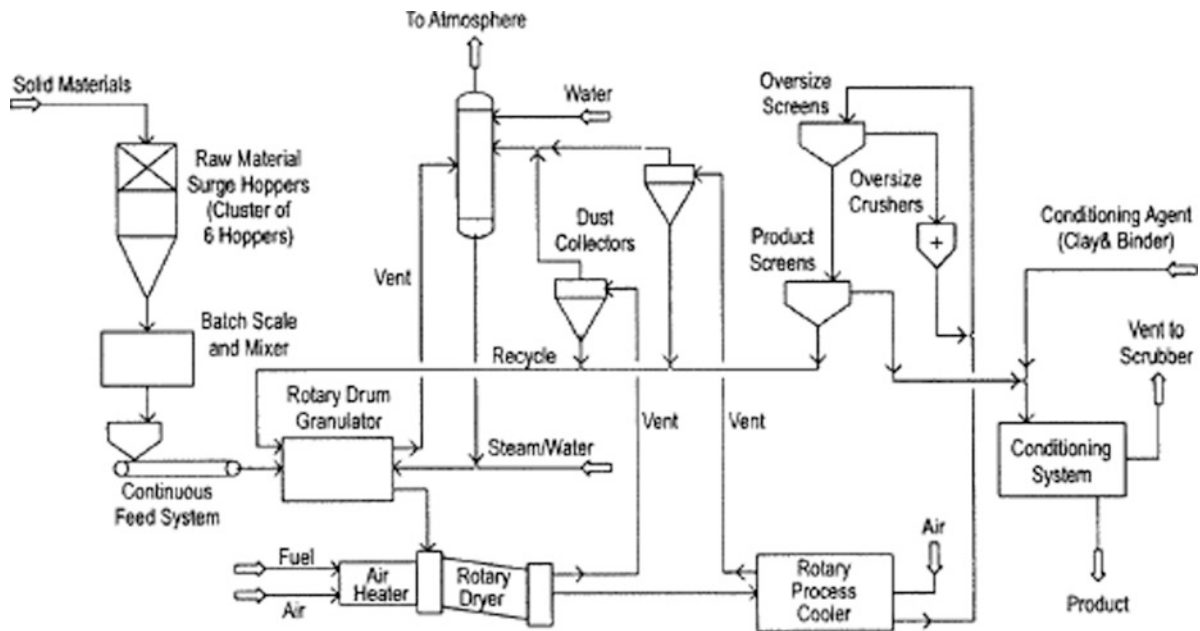 To Atmosphere
Solid Materials
Raw Material
Surge Hoppers
(Cluster of
6 Hoppers)
Batch Scale
and Mixer
Continuous
Feed System
Rotary Drum
Granulator
Vent
Recycle
Water
Dust
Collectors
Steam/Water
Vent
Vent
Fuel
Air
Air
Heater
Rotary
Dryer
Oversize
Screens
Oversize
Crushers
Product
Screens
Air
Rotary
Process
Cooler
Conditioning Agent
(Clay& Binder)
Vent to
Scrubber
Conditioning
System
Product